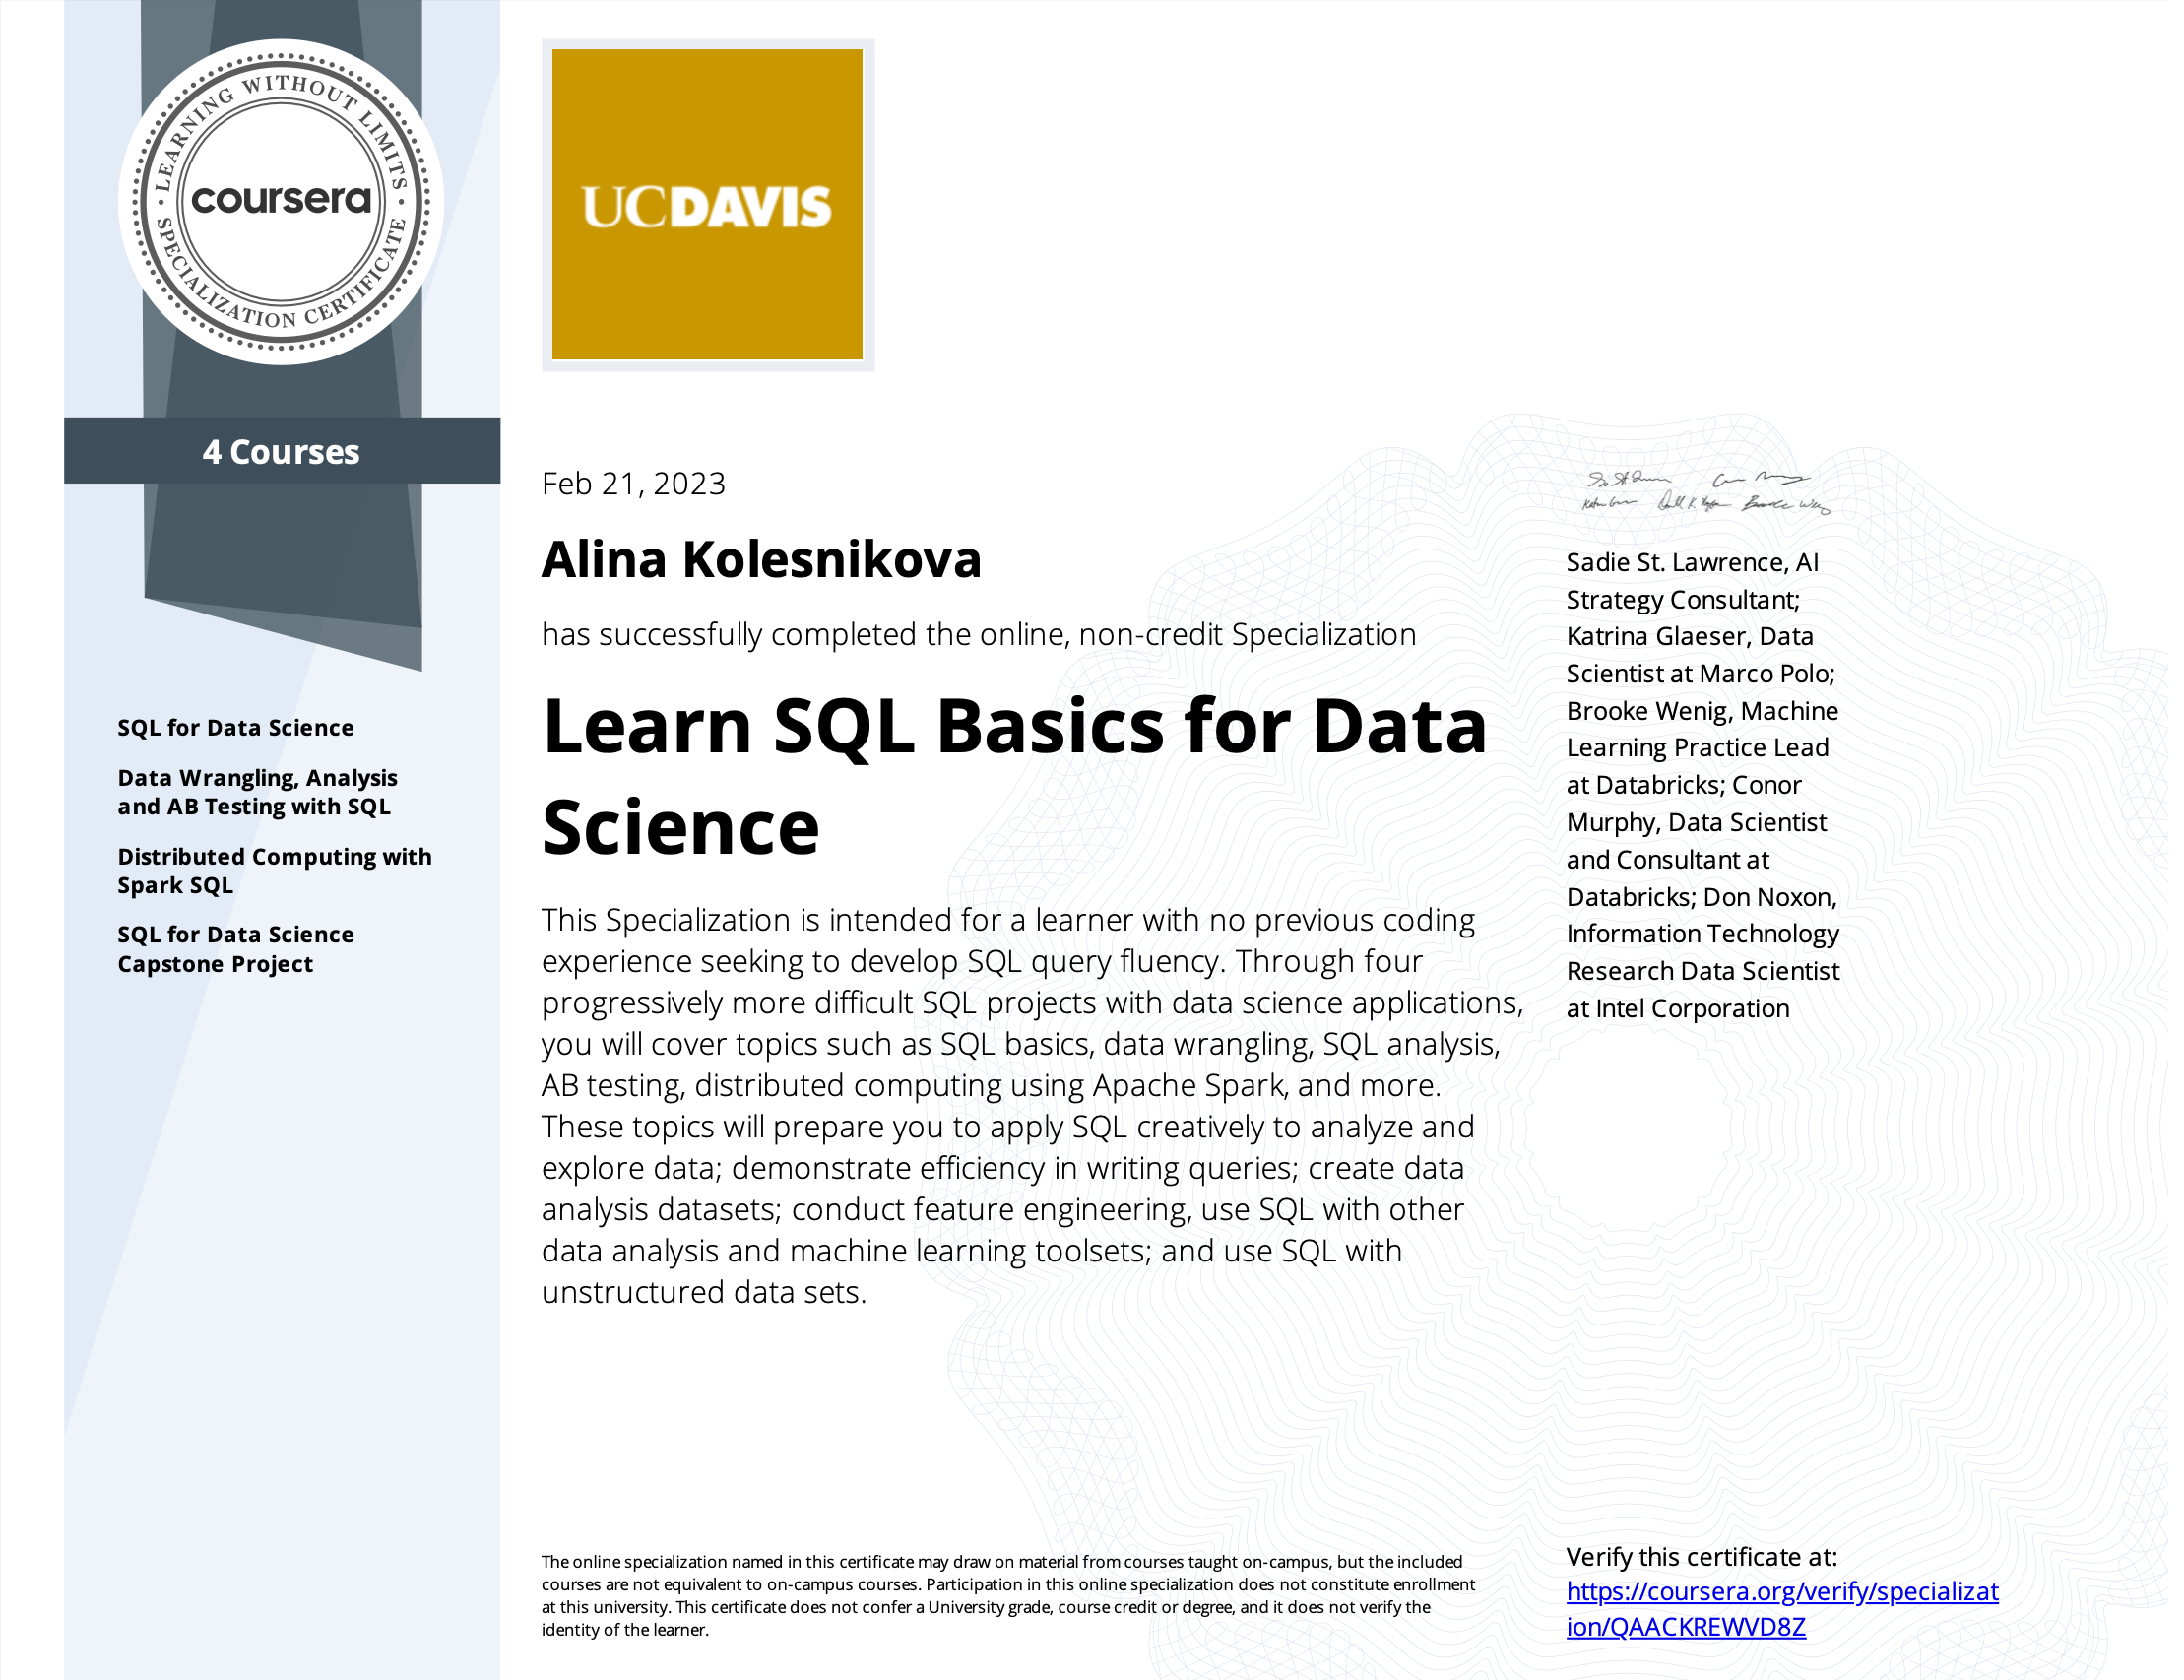 LEARNING WITHOUT LIMITS
coursera
SPECIALIZATION CERTIFICATE
4 Courses
SQL for Data Science
Data Wrangling, Analysis
and AB Testing with SQL
Distributed Computing with
Spark SQL
SQL for Data Science
Capstone Project
UCDAVIS
Feb 21, 2023
Alina Kolesnikova
has successfully completed the online, non-credit Specialization
Learn SQL Basics for Data
Science
This Specialization is intended for a learner with no previous coding
experience seeking to develop SQL query fluency. Through four
progressively more difficult SQL projects with data science applications,
you will cover topics such as SQL basics, data wrangling, SQL analysis,
AB testing, distributed computing using Apache Spark, and more.
These topics will prepare you to apply SQL creatively to analyze and
explore data; demonstrate efficiency in writing queries; create data
analysis datasets; conduct feature engineering, use SQL with other
data analysis and machine learning toolsets; and use SQL with
unstructured data sets.
Sadie St. Lawrence, AI
Strategy Consultant;
Katrina Glaeser, Data
Scientist at Marco Polo;
Brooke Wenig, Machine
Learning Practice Lead
at Databricks; Conor
Murphy, Data Scientist
and Consultant at
Databricks; Don Noxon,
Information Technology
Research Data Scientist
at Intel Corporation
The online specialization named in this certificate may draw on material from courses taught on-campus, but the included
courses are not equivalent to on-campus courses. Participation in this online specialization does not constitute enrollment
at this university. This certificate does not confer a University grade, course credit or degree, and it does not verify the
identity of the learner.
Verify this certificate at:
https://coursera.org/verify/specializat
ion/QAACKREWVD8Z